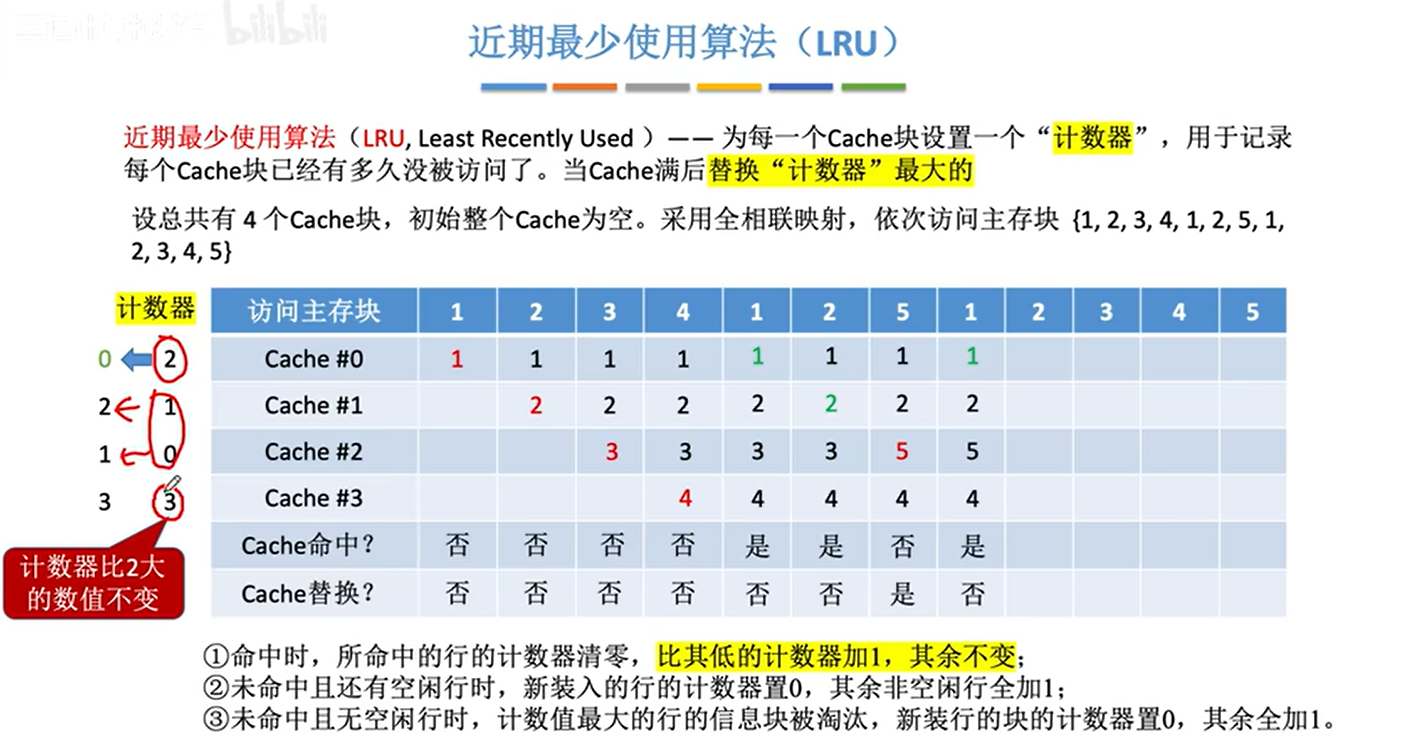 bilibili
近期最少使用算法（LRU）
近期最少使用算法（LRU, Least Recently Used ）—— 为每一个Cache块设置一个“计数器”，用于记录
每个Cache块已经有多久没被访问了。当Cache满后替换“计数器”最大的
设总共有 4 个Cache块，初始整个Cache为空。采用全相联映射，依次访问主存块 {1, 2, 3, 4, 1, 2, 5, 1,
2, 3, 4, 5}
计数器 访问主存块 1 2 3 4 1 2 5 1 2 3 4 5
0 2 Cache #0 1 1 1 1 1 1 1 1
2 1 Cache #1 2 2 2 2 2 2 2
1 0 Cache #2 3 3 3 3 5 5
3 3 Cache #3 4 4 4 4 4
Cache命中？ 否 否 否 否 是 是 否 是
Cache替换？ 否 否 否 否 否 否 是 否
计数器比2大
的数值不变
①命中时，所命中的行的计数器清零，比其低的计数器加1，其余不变；
②未命中且还有空闲行时，新装入的行的计数器置0，其余非空闲行全加1；
③未命中且无空闲行时，计数值最大的行的信息块被淘汰，新装行的块的计数器置0，其余全加1。